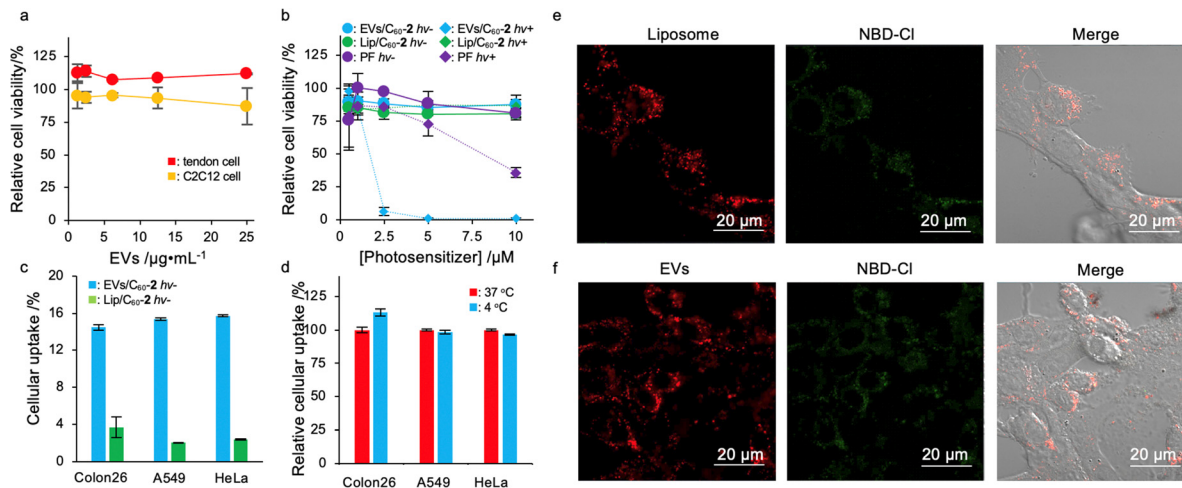 a
Relative cell viability/%
150
125
100
75
50
25
0
0 5 10 15 20 25
: tendon cell
: C2C12 cell
EVs /µg•mL⁻¹
b
: EVs/C₆₀-2 hv- : EVs/C₆₀-2 hv+
: Lip/C₆₀-2 hv- : Lip/C₆₀-2 hv+
: PF hv- : PF hv+
Relative cell viability/%
150
125
100
75
50
25
0
0 2.5 5.0 7.5 10.0
[Photosensitizer] /µM
c
: EVs/C₆₀-2 hv-
: Lip/C₆₀-2 hv-
Cellular uptake /%
20
16
12
8
4
0
Colon26 A549 HeLa
d
: 37 °C
: 4 °C
Relative cellular uptake/%
125
100
75
50
25
0
Colon26 A549 HeLa
e
Liposome NBD-Cl Merge
20 µm 20 µm 20 µm
f
EVs NBD-Cl Merge
20 µm 20 µm 20 µm